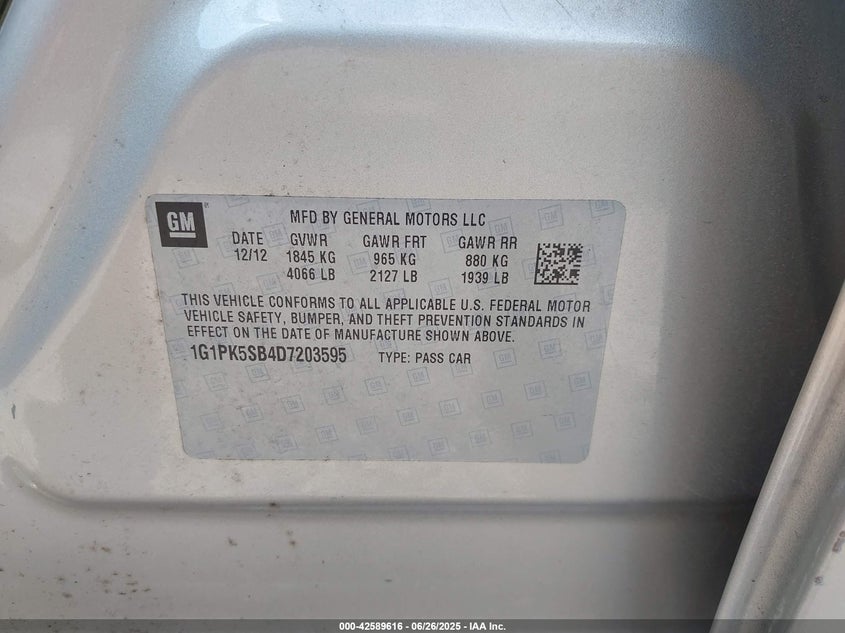 GM
MFD BY GENERAL MOTORS LLC
DATE GVWR GAWR FRT GAWR RR
12/12 1845 KG 965 KG 880 KG
4066 LB 2127 LB 1939 LB
THIS VEHICLE CONFORMS TO ALL APPLICABLE U.S. FEDERAL MOTOR
VEHICLE SAFETY, BUMPER, AND THEFT PREVENTION STANDARDS IN
EFFECT ON THE DATE OF MANUFACTURE SHOWN ABOVE.
1G1PK5SB4D7203595 TYPE: PASS CAR
000-42589616 - 06/26/2025 - IAA Inc.